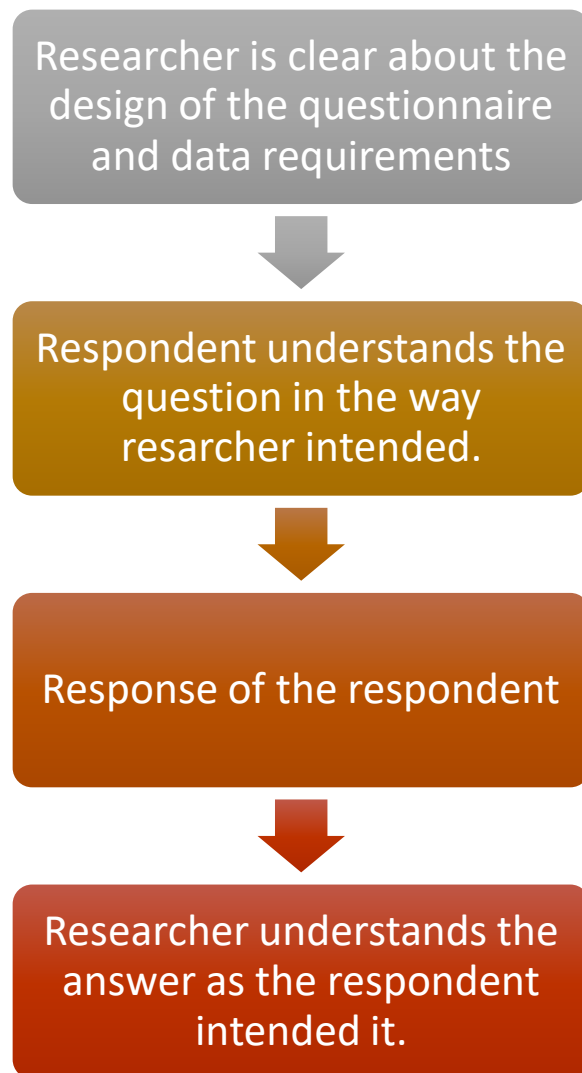 Researcher is clear about the
design of the questionnaire
and data requirements
Respondent understands the
question in the way
resarcher intended.
Response of the respondent
Researcher understands the
answer as the respondent
intended it.